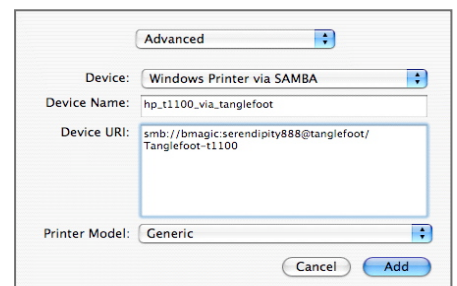 Advanced
Device: Windows Printer via SAMBA
Device Name: hp_t1100_via_tanglefoot
Device URI: smb://bmagic:serendipity888@tanglefoot/
Tanglefoot-t1100
Printer Model: Generic
Cancel Add